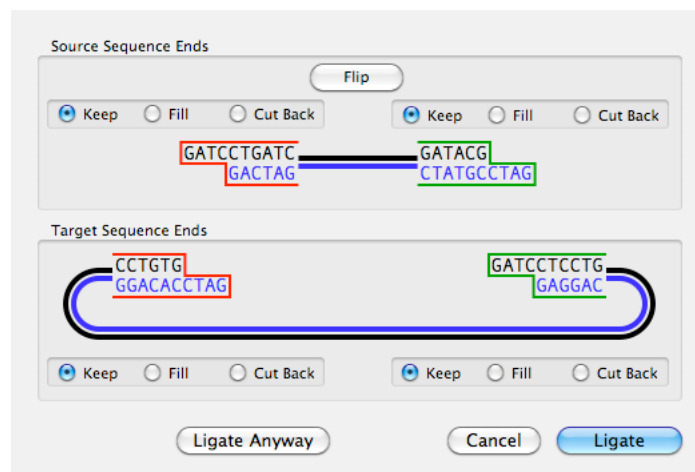 Source Sequence Ends
Flip
Keep Fill Cut Back Keep Fill Cut Back
GATCCTGATC GATACG
GACTAG CTATGCCTAG
Target Sequence Ends
CCTGTG GATCCTCCTG
GGACACCTAG GAGGAC
Keep Fill Cut Back Keep Fill Cut Back
Ligate Anyway Cancel Ligate